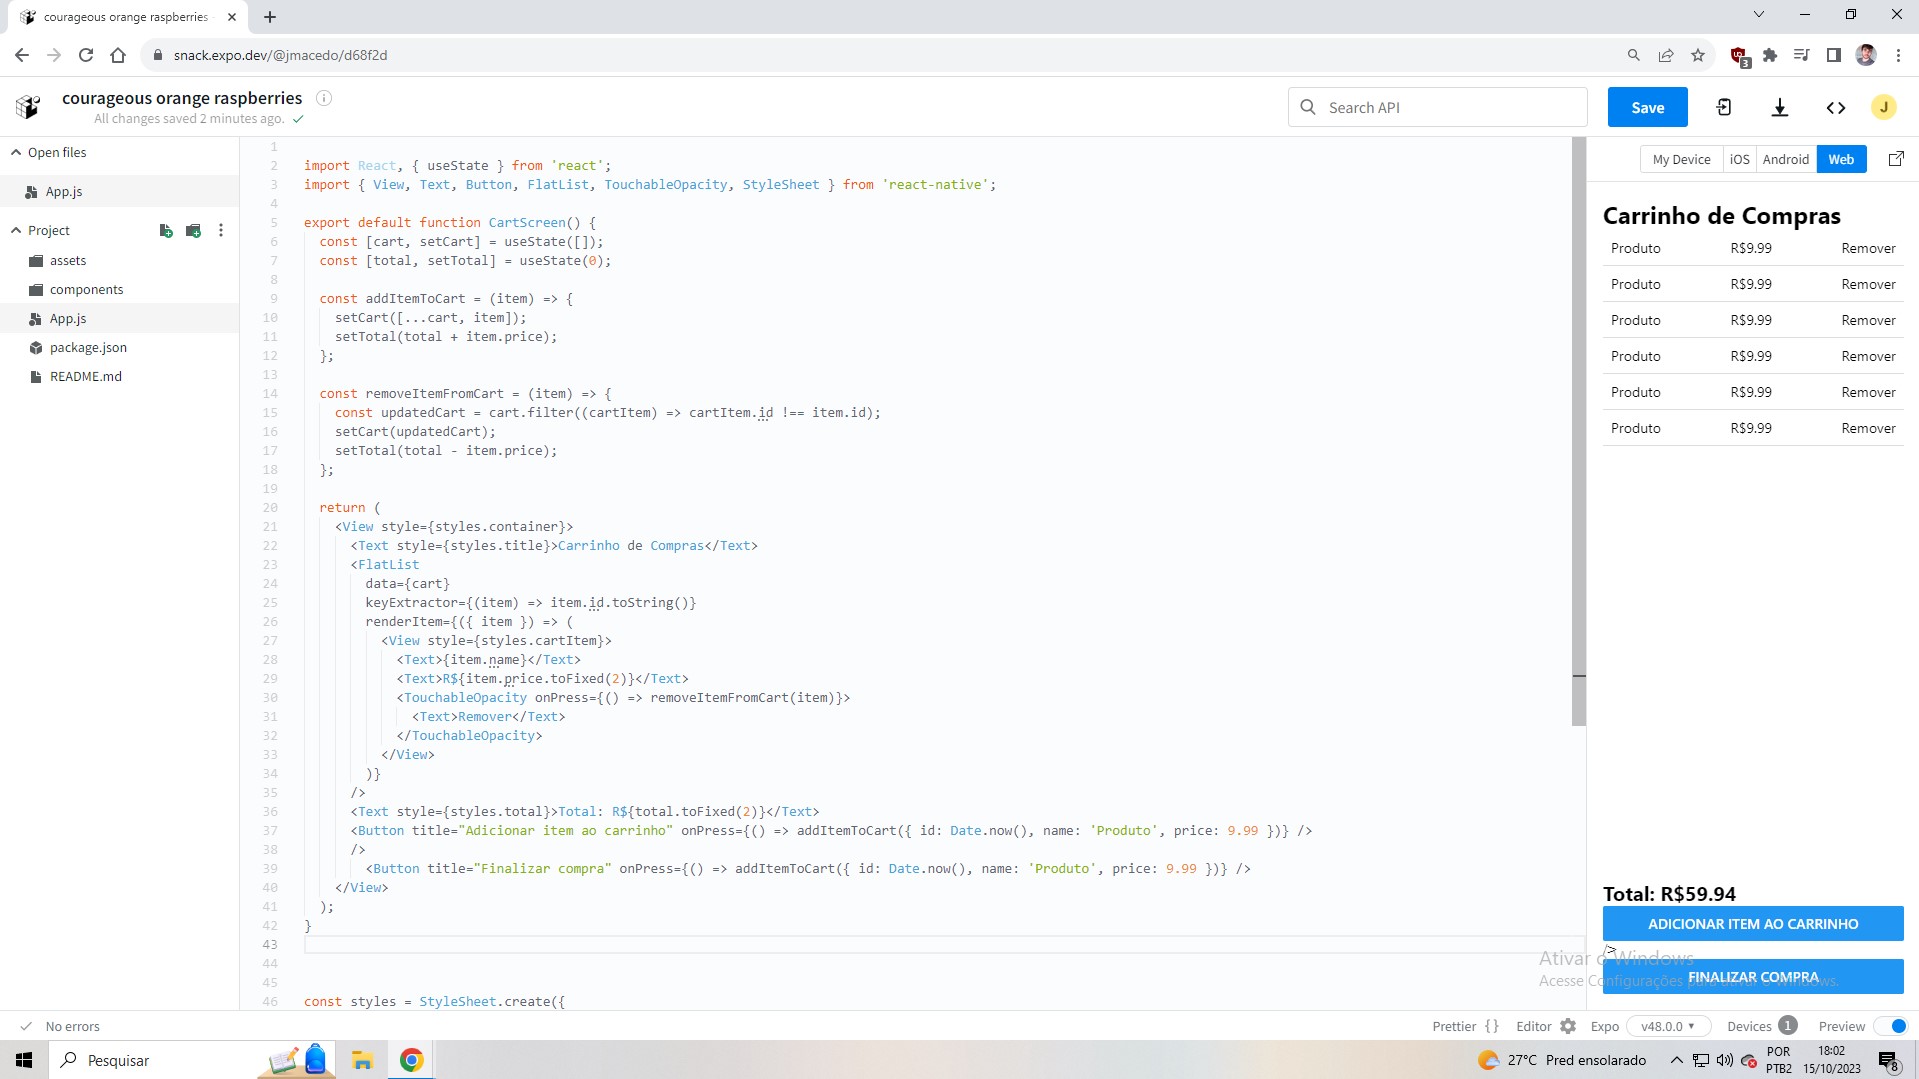 courageous orange raspberries
snack.expo.dev/@jmacedo/d68f2d
3
courageous orange raspberries
All changes saved 2 minutes ago.
Search API
Save
J
Open files
App.js
Project
assets
components
App.js
package.json
README.md
1
2 import React, { useState } from 'react';
3 import { View, Text, Button, FlatList, TouchableOpacity, StyleSheet } from 'react-native';
4
5 export default function CartScreen() {
6 const [cart, setCart] = useState([]);
7 const [total, setTotal] = useState(0);
8
9 const addItemToCart = (item) => {
10 setCart([...cart, item]);
11 setTotal(total + item.price);
12 };
13
14 const removeItemFromCart = (item) => {
15 const updatedCart = cart.filter((cartItem) => cartItem.id !== item.id);
16 setCart(updatedCart);
17 setTotal(total - item.price);
18 };
19
20 return (
21 <View style={styles.container}>
22 <Text style={styles.title}>Carrinho de Compras</Text>
23 <FlatList
24 data={cart}
25 keyExtractor={(item) => item.id.toString()}
26 renderItem={({ item }) => (
27 <View style={styles.cartItem}>
28 <Text>{item.name}</Text>
29 <Text>R${item.price.toFixed(2)}</Text>
30 <TouchableOpacity onPress={() => removeItemFromCart(item)}>
31 <Text>Remover</Text>
32 </TouchableOpacity>
33 </View>
34 )}
35 />
36 <Text style={styles.total}>Total: R${total.toFixed(2)}</Text>
37 <Button title="Adicionar item ao carrinho" onPress={() => addItemToCart({ id: Date.now(), name: 'Produto', price: 9.99 })} />
38 />
39 <Button title="Finalizar compra" onPress={() => addItemToCart({ id: Date.now(), name: 'Produto', price: 9.99 })} />
40 </View>
41 );
42 }
43
44
45
46 const styles = StyleSheet.create({
My Device iOS Android Web
Carrinho de Compras
Produto R$9.99 Remover
Produto R$9.99 Remover
Produto R$9.99 Remover
Produto R$9.99 Remover
Produto R$9.99 Remover
Produto R$9.99 Remover
Total: R$59.94
ADICIONAR ITEM AO CARRINHO
/>
FINALIZAR COMPRA
Ativar o Windows
Acesse Configurações para ativar o Windows.
No errors
Prettier { } Editor Expo v48.0.0 Devices 1 Preview
Pesquisar
27°C Pred ensolarado
POR
PTB2
18:02
15/10/2023
8